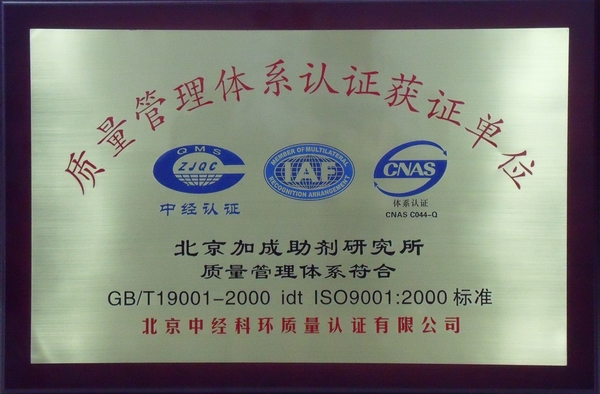 质量管理体系认证获证单位
QMS
ZJQC
中经认证
MEMBER OF MULTILATERAL
IAF
RECOGNITION ARRANGEMENT
CNAS
体系认证
CNAS C044-Q
北京加成助剂研究所
质量管理体系符合
GB/T19001-2000 idt ISO9001:2000 标准
北京中经科环质量认证有限公司